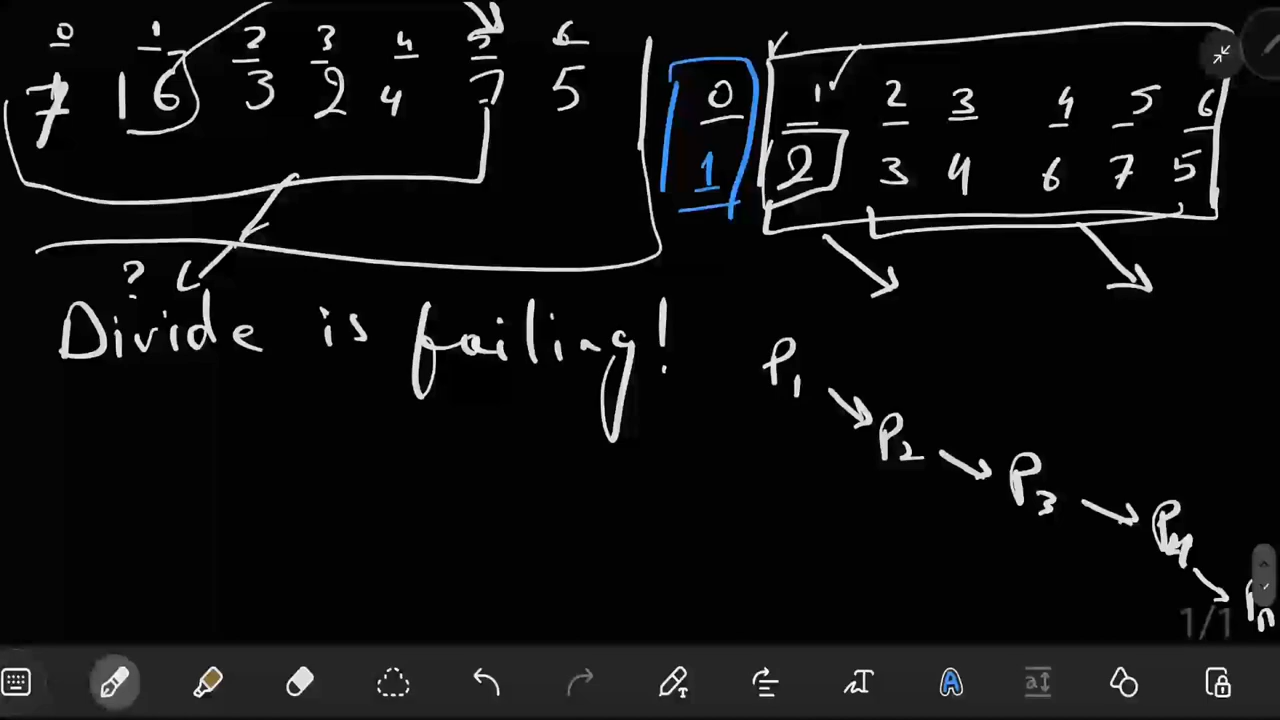 0 1 2 3 4 5 6
7 1 6 3 2 4 7 5
0 1 2 3 4 5 6
1 2 3 4 6 7 5
?
Divide is failing!
P1
P2
P3
P4
Pn
1/1